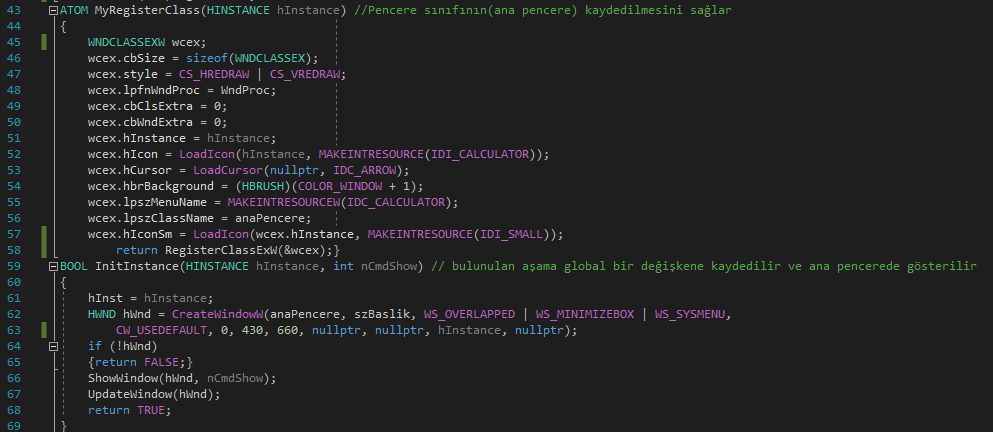 43 ATOM MyRegisterClass(HINSTANCE hInstance) //Pencere sınıfının(ana pencere) kaydedilmesini sağlar
44 {
45 WNDCLASSEXW wcex;
46 wcex.cbSize = sizeof(WNDCLASSEX);
47 wcex.style = CS_HREDRAW | CS_VREDRAW;
48 wcex.lpfnWndProc = WndProc;
49 wcex.cbClsExtra = 0;
50 wcex.cbWndExtra = 0;
51 wcex.hInstance = hInstance;
52 wcex.hIcon = LoadIcon(hInstance, MAKEINTRESOURCE(IDI_CALCULATOR));
53 wcex.hCursor = LoadCursor(nullptr, IDC_ARROW);
54 wcex.hbrBackground = (HBRUSH)(COLOR_WINDOW + 1);
55 wcex.lpszMenuName = MAKEINTRESOURCEW(IDC_CALCULATOR);
56 wcex.lpszClassName = anaPencere;
57 wcex.hIconSm = LoadIcon(wcex.hInstance, MAKEINTRESOURCE(IDI_SMALL));
58 return RegisterClassExW(&wcex);}
59 BOOL InitInstance(HINSTANCE hInstance, int nCmdShow) // bulunulan aşama global bir değişkene kaydedilir ve ana pencerede gösterilir
60 {
61 hInst = hInstance;
62 HWND hWnd = CreateWindowW(anaPencere, szBaslik, WS_OVERLAPPED | WS_MINIMIZEBOX | WS_SYSMENU,
63 CW_USEDEFAULT, 0, 430, 660, nullptr, nullptr, hInstance, nullptr);
64 if (!hWnd)
65 {return FALSE;}
66 ShowWindow(hWnd, nCmdShow);
67 UpdateWindow(hWnd);
68 return TRUE;
69 }